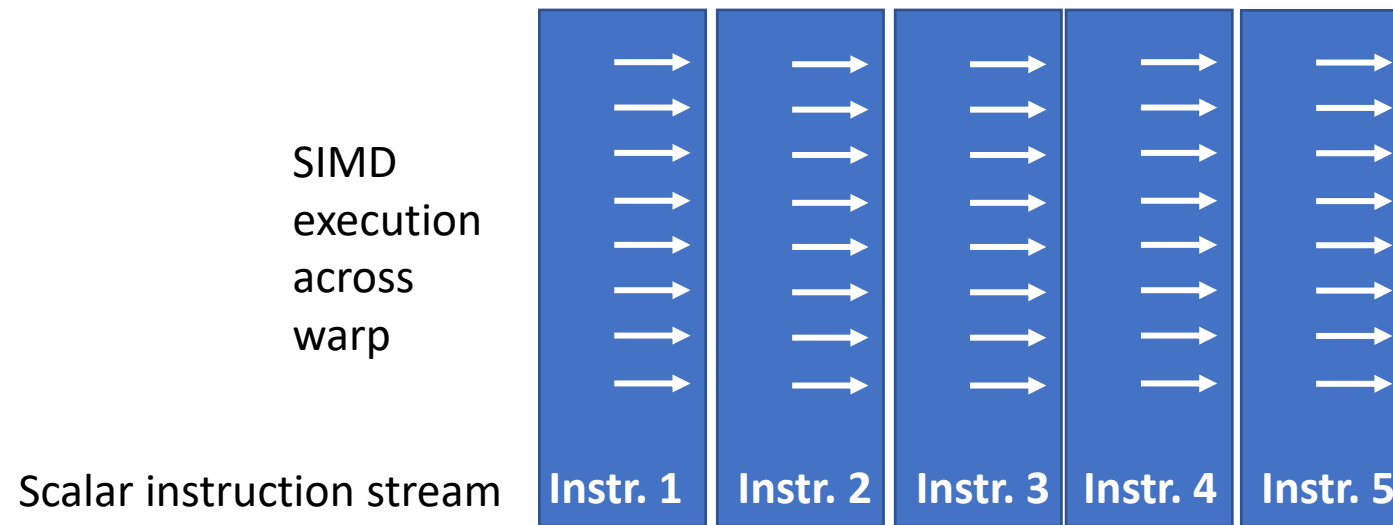 SIMD
execution
across
warp
Scalar instruction stream
Instr. 1
Instr. 2
Instr. 3
Instr. 4
Instr. 5